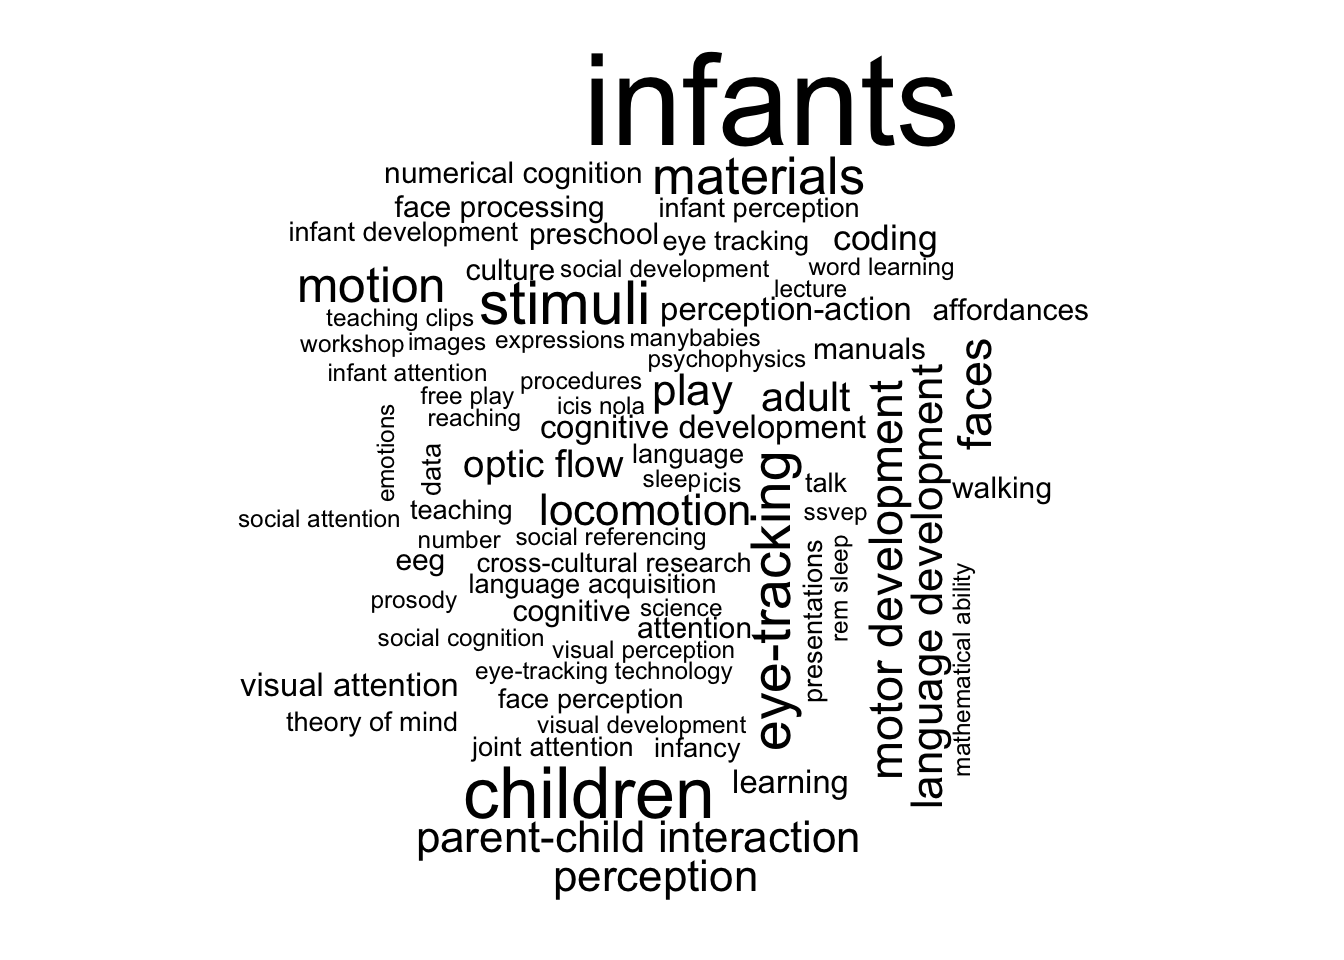 infants
numerical cognition
materials
face processing
infant perception
infant development
preschool
eye tracking
coding
motion
culture
social development
word learning
lecture
stimuli
perception-action
affordances
teaching clips
workshop
images
expressions
manybabies
psychophysics
manuals
faces
infant attention
procedures
free play
icis nola
play
adult
reaching
cognitive development
emotions
data
optic flow
language
sleep
icis
eye-tracking
talk
motor development
language development
walking
social attention
teaching
locomotion
ssvep
number
social referencing
eeg
cross-cultural research
language acquisition
presentations
rem sleep
mathematical ability
prosody
cognitive
science
attention
social cognition
visual perception
eye-tracking technology
visual attention
face perception
theory of mind
visual development
joint attention
infancy
children
learning
parent-child interaction
perception